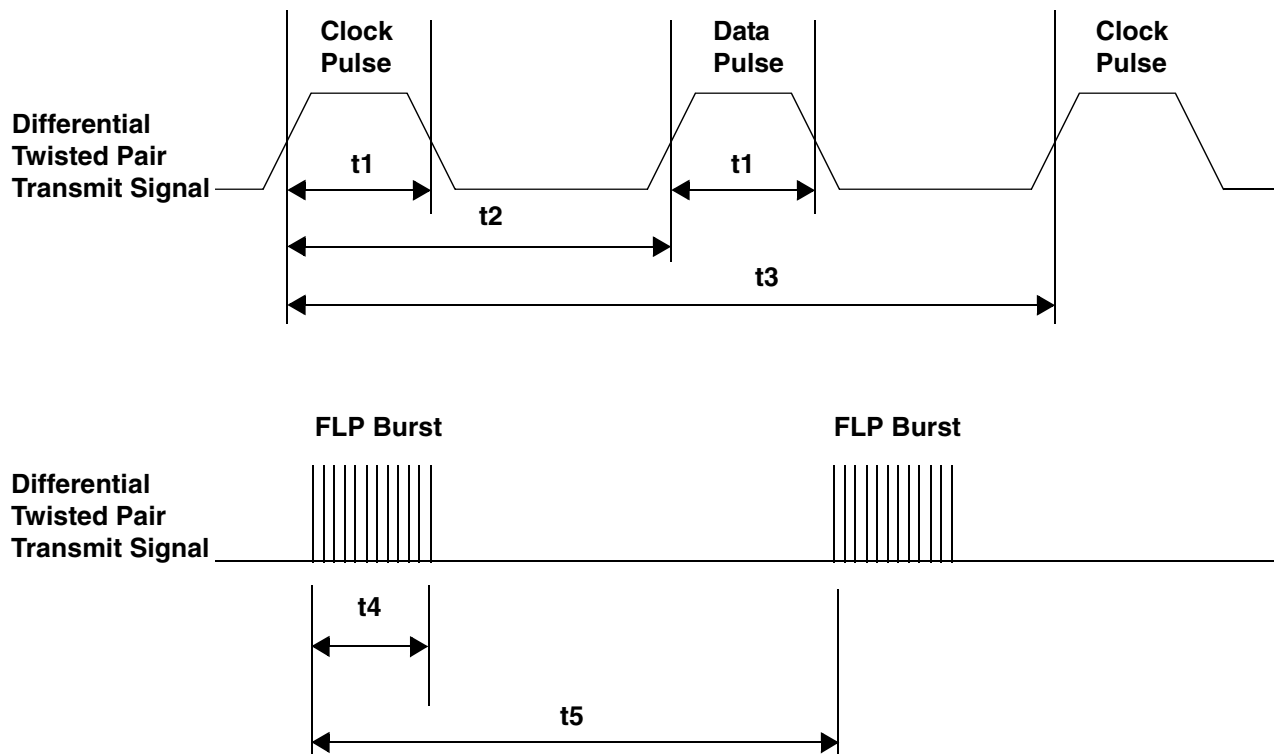 Clock
Pulse
Data
Pulse
Clock
Pulse
Differential
Twisted Pair
Transmit Signal
t1
t1
t2
t3
FLP Burst
FLP Burst
Differential
Twisted Pair
Transmit Signal
t4
t5